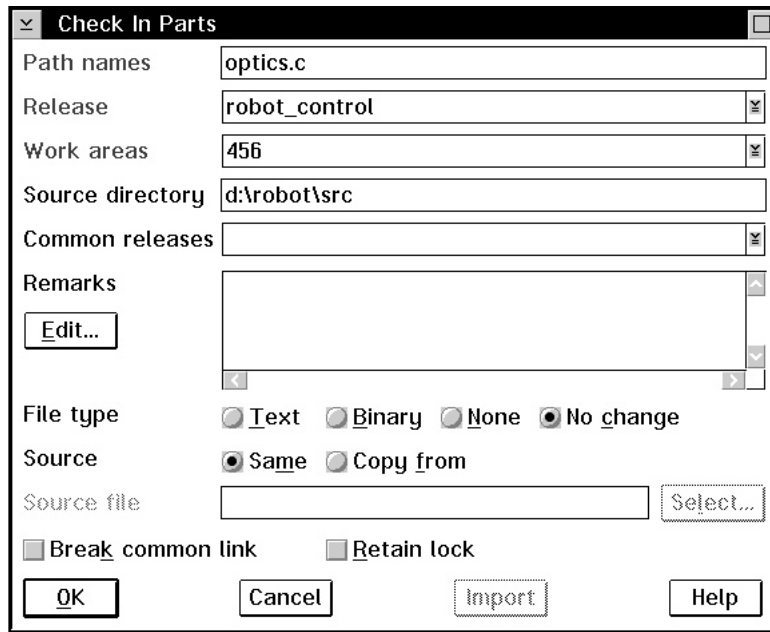 Check In Parts
Path names optics.c
Release robot_control
Work areas 456
Source directory d:\robot\src
Common releases
Remarks
Edit...
File type Text Binary None No change
Source Same Copy from
Source file Select...
Break common link Retain lock
OK Cancel Import Help